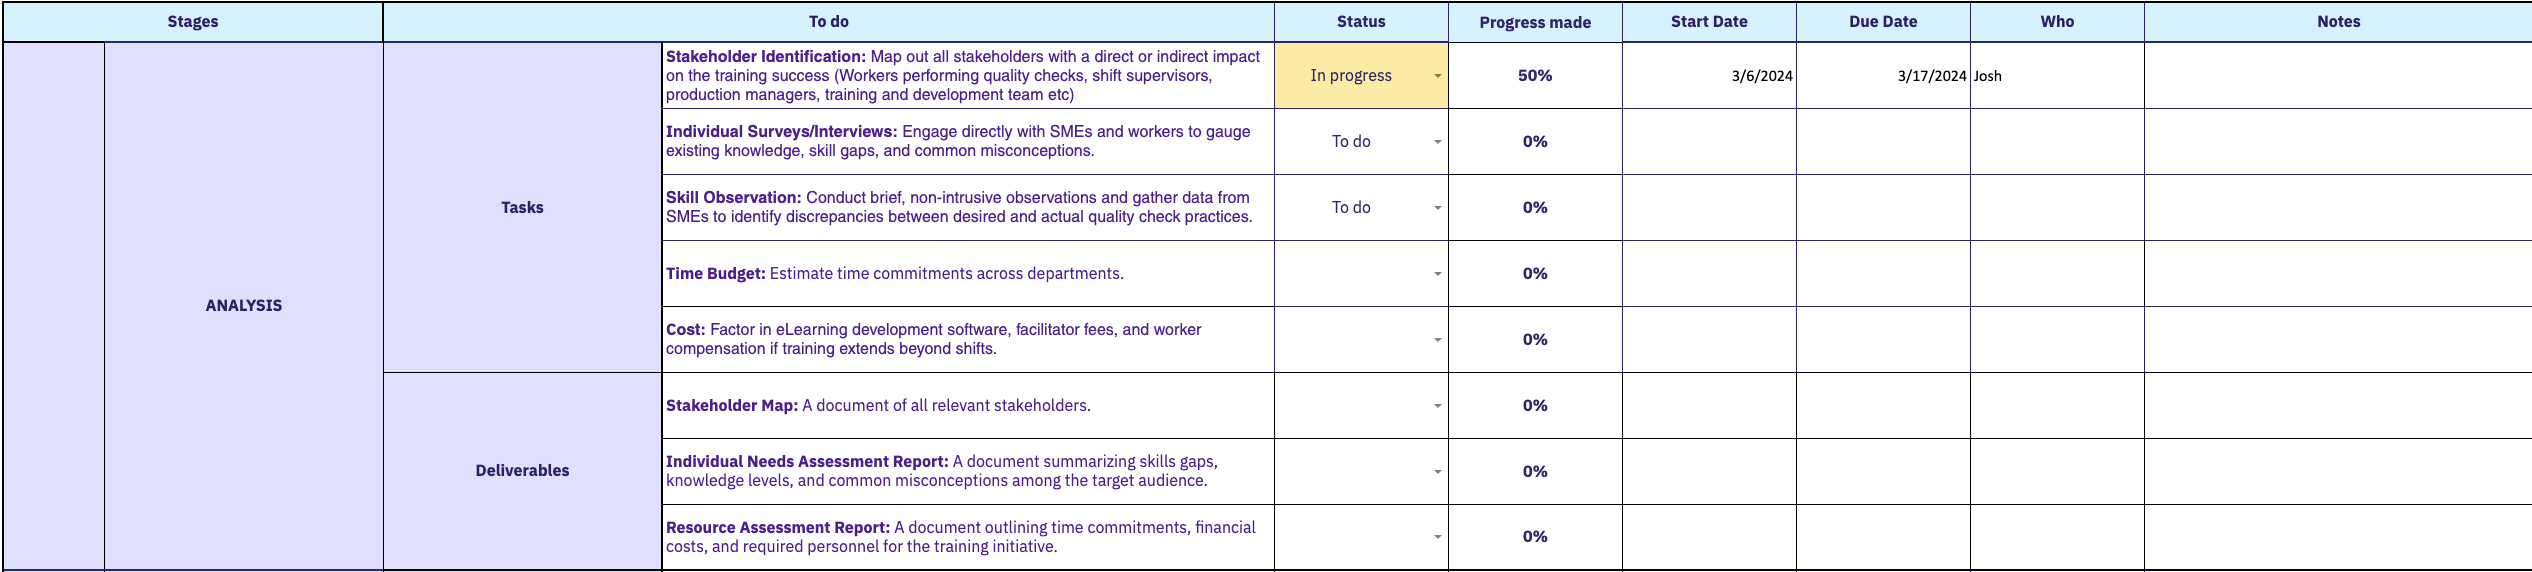 Stages To do Status Progress made Start Date Due Date Who Notes
ANALYSIS
Tasks
Stakeholder Identification: Map out all stakeholders with a direct or indirect impact
on the training success (Workers performing quality checks, shift supervisors,
production managers, training and development team etc)
In progress 50% 3/6/2024 3/17/2024 Josh
Individual Surveys/Interviews: Engage directly with SMEs and workers to gauge
existing knowledge, skill gaps, and common misconceptions.
To do 0%
Skill Observation: Conduct brief, non-intrusive observations and gather data from
SMEs to identify discrepancies between desired and actual quality check practices.
To do 0%
Time Budget: Estimate time commitments across departments.
0%
Cost: Factor in eLearning development software, facilitator fees, and worker
compensation if training extends beyond shifts.
0%
Deliverables
Stakeholder Map: A document of all relevant stakeholders.
0%
Individual Needs Assessment Report: A document summarizing skills gaps,
knowledge levels, and common misconceptions among the target audience.
0%
Resource Assessment Report: A document outlining time commitments, financial
costs, and required personnel for the training initiative.
0%